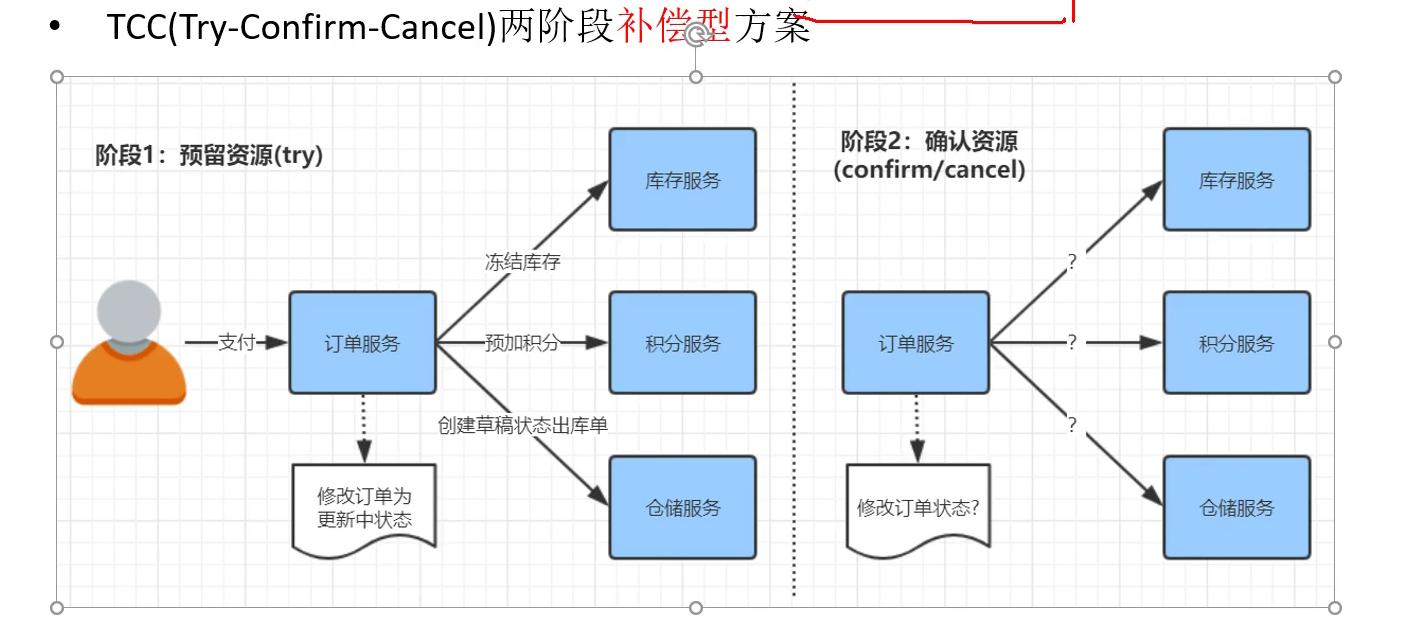 • TCC(Try-Confirm-Cancel)两阶段补偿型方案
阶段1：预留资源(try)
库存服务
冻结库存
支付
订单服务
预加积分
积分服务
创建草稿状态出库单
修改订单为
更新中状态
仓储服务
阶段2：确认资源
(confirm/cancel)
库存服务
?
订单服务
?
积分服务
?
修改订单状态?
仓储服务